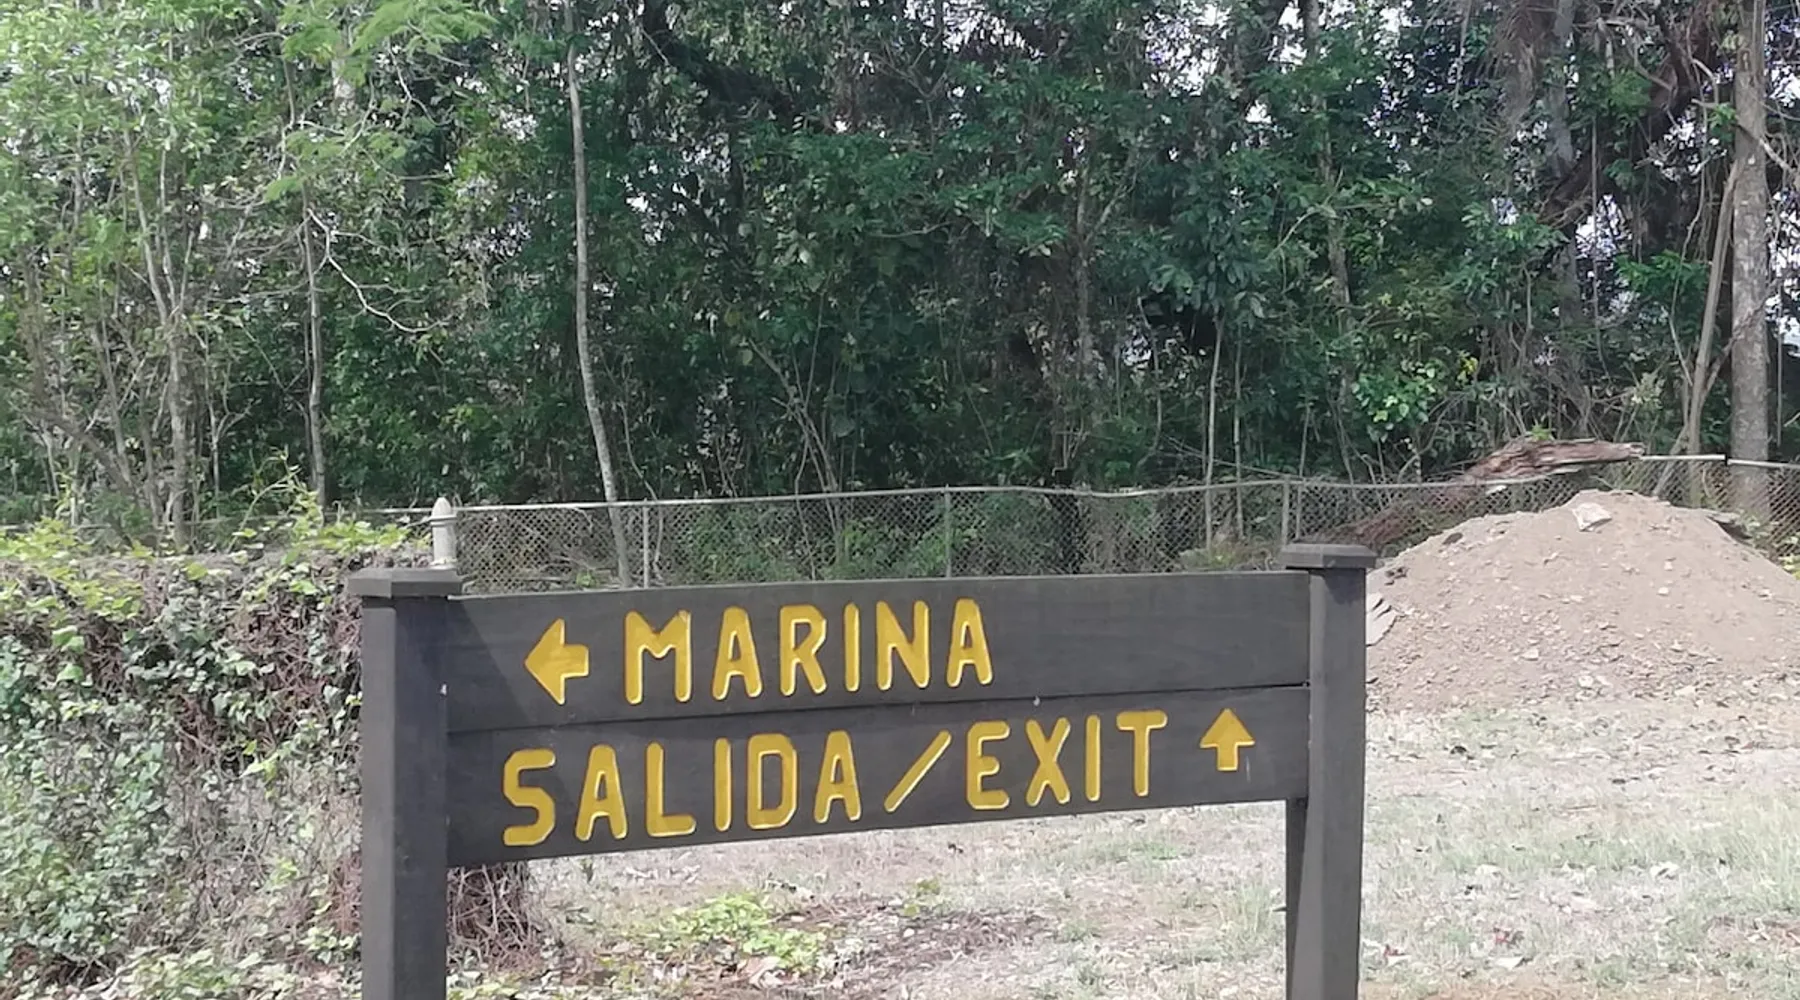 ← MARINA
SALIDA/EXIT ↑